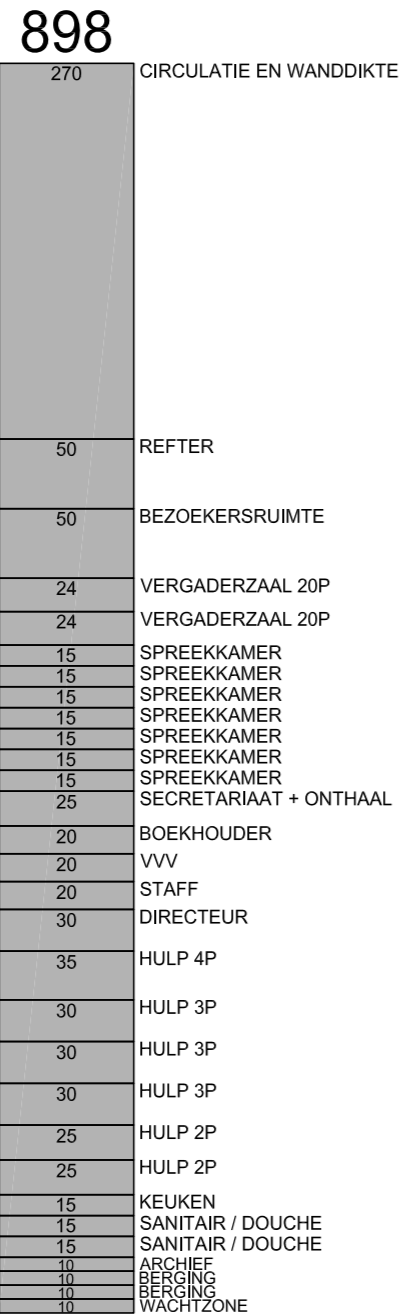 898
270 CIRCULATIE EN WANDDIKTE
50 REFTER
50 BEZOEKERSRUIMTE
24 VERGADERZAAL 20P
24 VERGADERZAAL 20P
15 SPREEKKAMER
15 SPREEKKAMER
15 SPREEKKAMER
15 SPREEKKAMER
15 SPREEKKAMER
15 SPREEKKAMER
15 SPREEKKAMER
25 SECRETARIAAT + ONTHAAL
20 BOEKHOUDER
20 VVV
20 STAFF
30 DIRECTEUR
35 HULP 4P
30 HULP 3P
30 HULP 3P
30 HULP 3P
25 HULP 2P
25 HULP 2P
15 KEUKEN
15 SANITAIR / DOUCHE
15 SANITAIR / DOUCHE
10 ARCHIEF
10 BERGING
10 BERGING
10 WACHTZONE